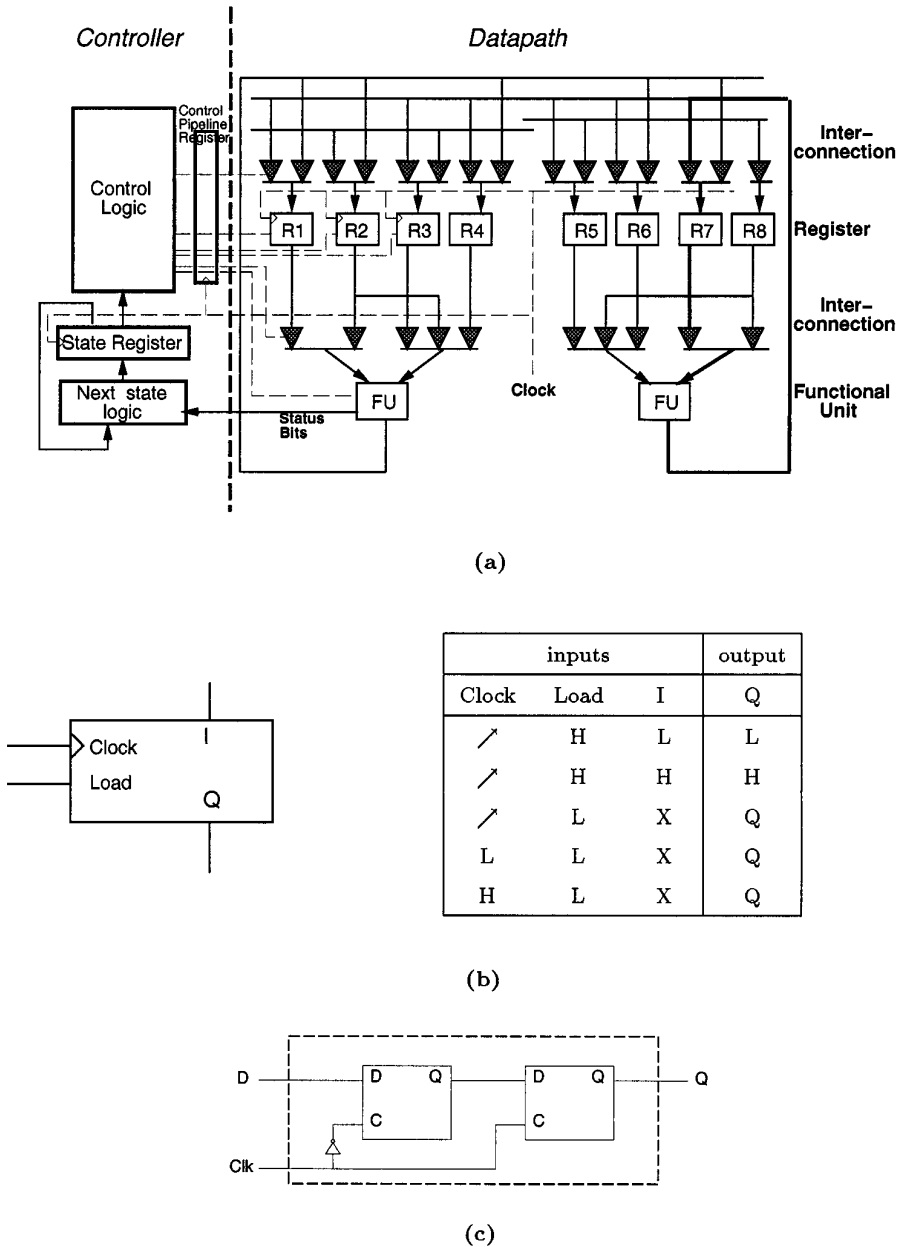 Controller
Datapath
Control
Pipeline
Register
Control
Logic
Inter-
connection
R1 R2 R3 R4 R5 R6 R7 R8
Register
Inter-
connection
State Register
Next state
logic
Status
Bits
FU
Clock
FU
Functional
Unit
(a)
Clock
Load
I
Q
inputs output
Clock Load I Q
↗ H L L
↗ H H H
↗ L X Q
L L X Q
H L X Q
(b)
D
D Q
C
D Q
C
Q
Clk
(c)